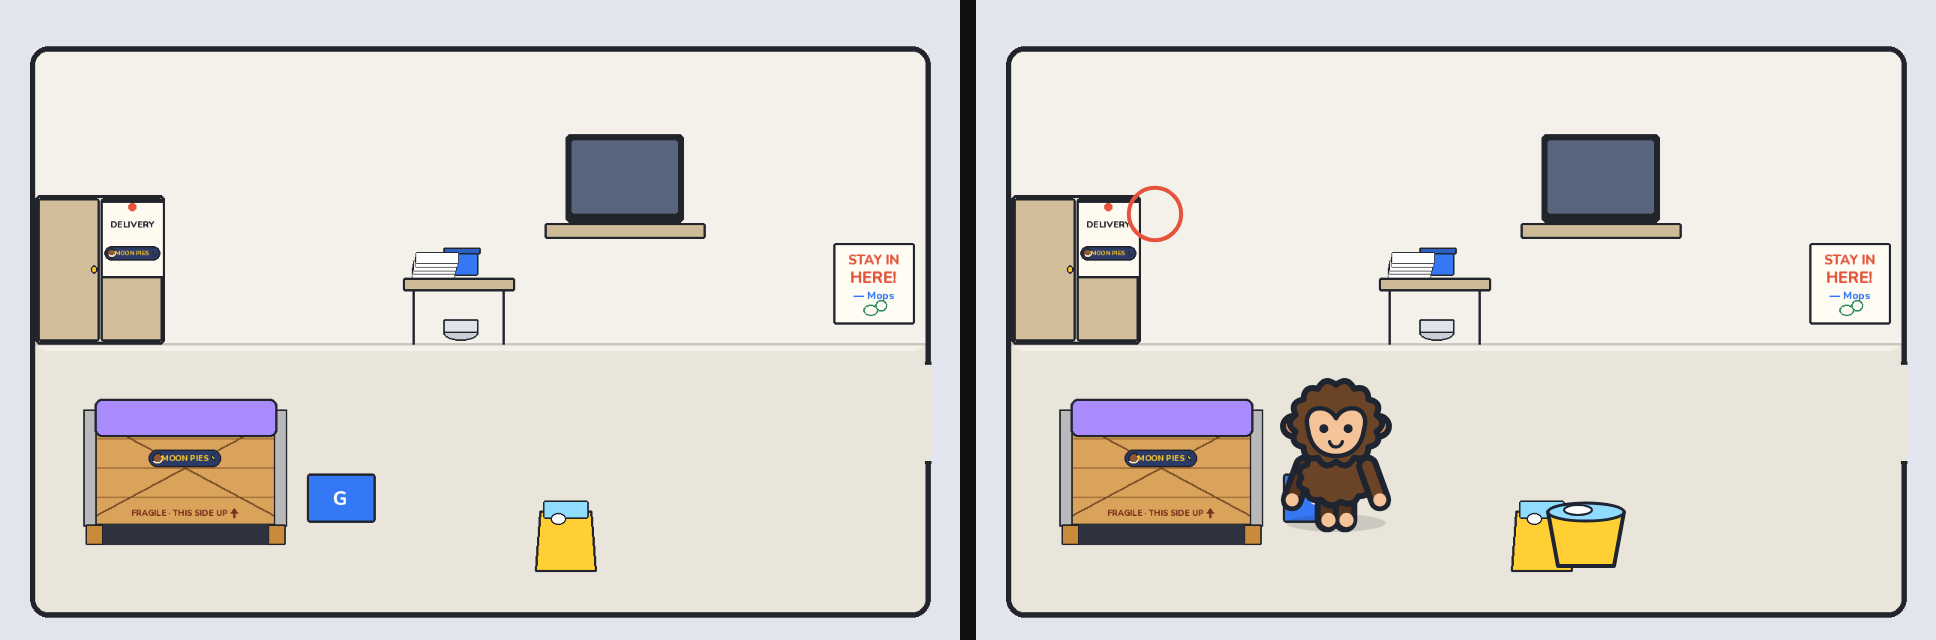 DELIVERY
MOON PIES
STAY IN
HERE!
— Mops
MOON PIES
FRAGILE · THIS SIDE UP
G
DELIVERY
MOON PIES
STAY IN
HERE!
— Mops
MOON PIES
FRAGILE · THIS SIDE UP